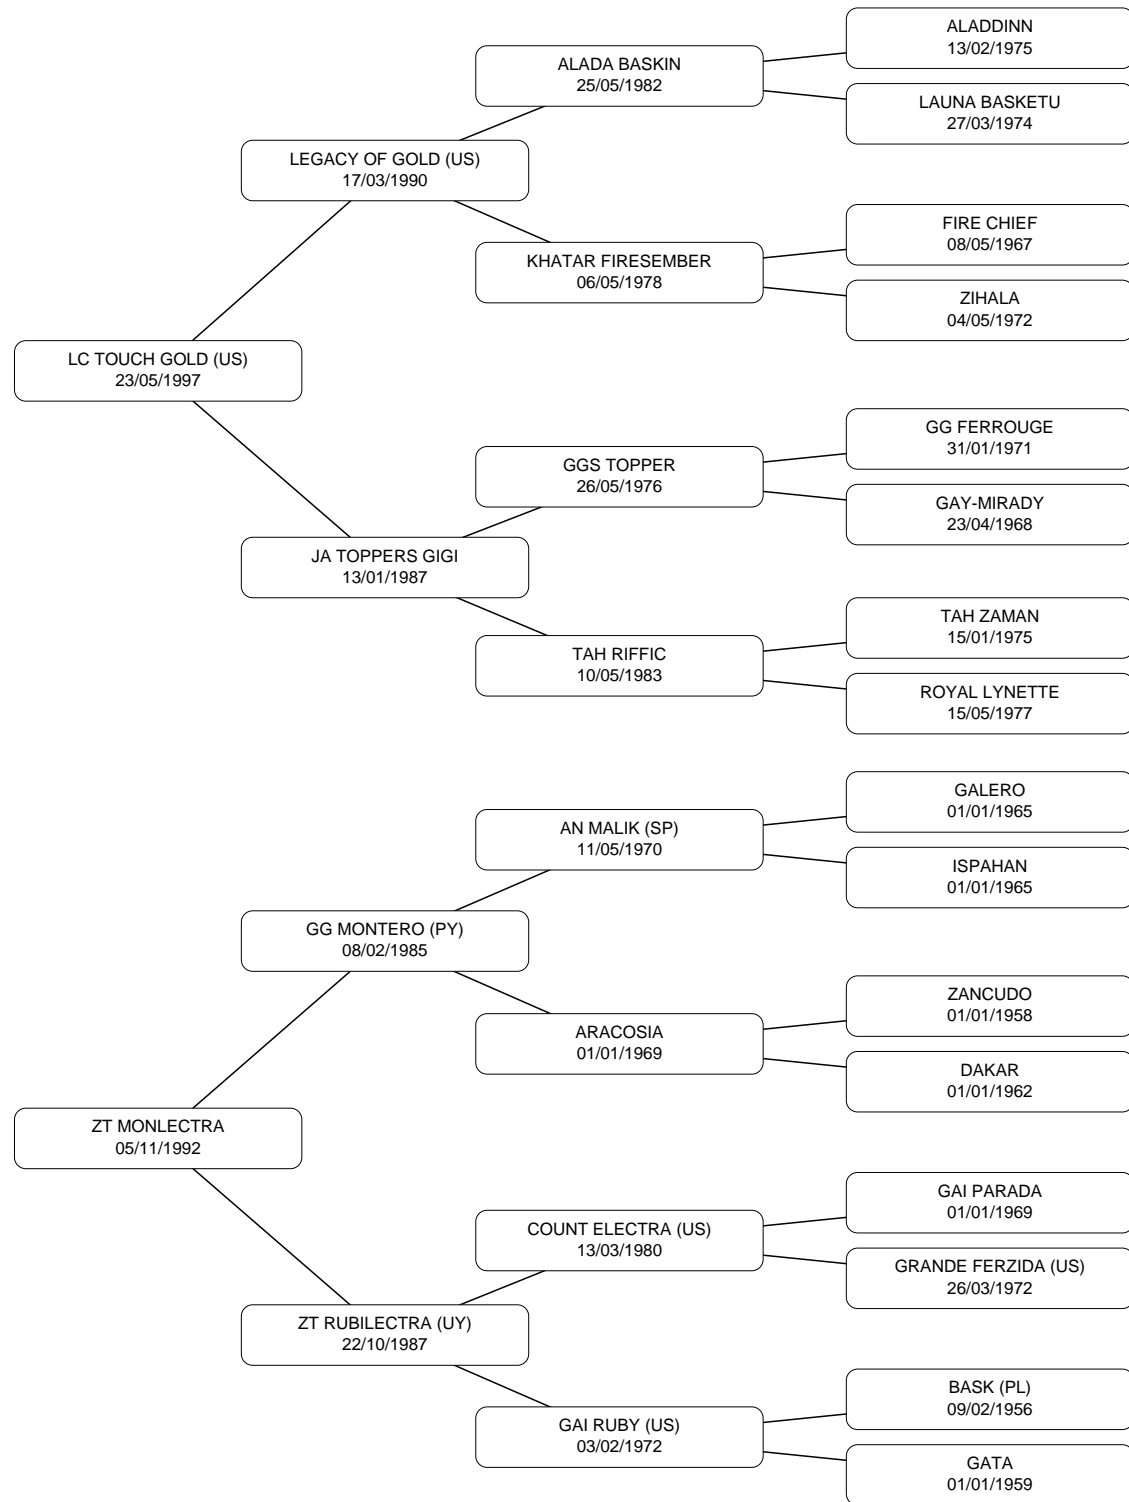 ALADDINN
13/02/1975
ALADA BASKIN
25/05/1982
LAUNA BASKETU
27/03/1974
LEGACY OF GOLD (US)
17/03/1990
FIRE CHIEF
08/05/1967
KHATAR FIRESEMBER
06/05/1978
ZIHALA
04/05/1972
LC TOUCH GOLD (US)
23/05/1997
GG FERROUGE
31/01/1971
GGS TOPPER
26/05/1976
GAY-MIRADY
23/04/1968
JA TOPPERS GIGI
13/01/1987
TAH ZAMAN
15/01/1975
TAH RIFFIC
10/05/1983
ROYAL LYNETTE
15/05/1977
GALERO
01/01/1965
AN MALIK (SP)
11/05/1970
ISPAHAN
01/01/1965
GG MONTERO (PY)
08/02/1985
ZANCUDO
01/01/1958
ARACOSIA
01/01/1969
DAKAR
01/01/1962
ZT MONLECTRA
05/11/1992
GAI PARADA
01/01/1969
COUNT ELECTRA (US)
13/03/1980
GRANDE FERZIDA (US)
26/03/1972
ZT RUBILECTRA (UY)
22/10/1987
BASK (PL)
09/02/1956
GAI RUBY (US)
03/02/1972
GATA
01/01/1959